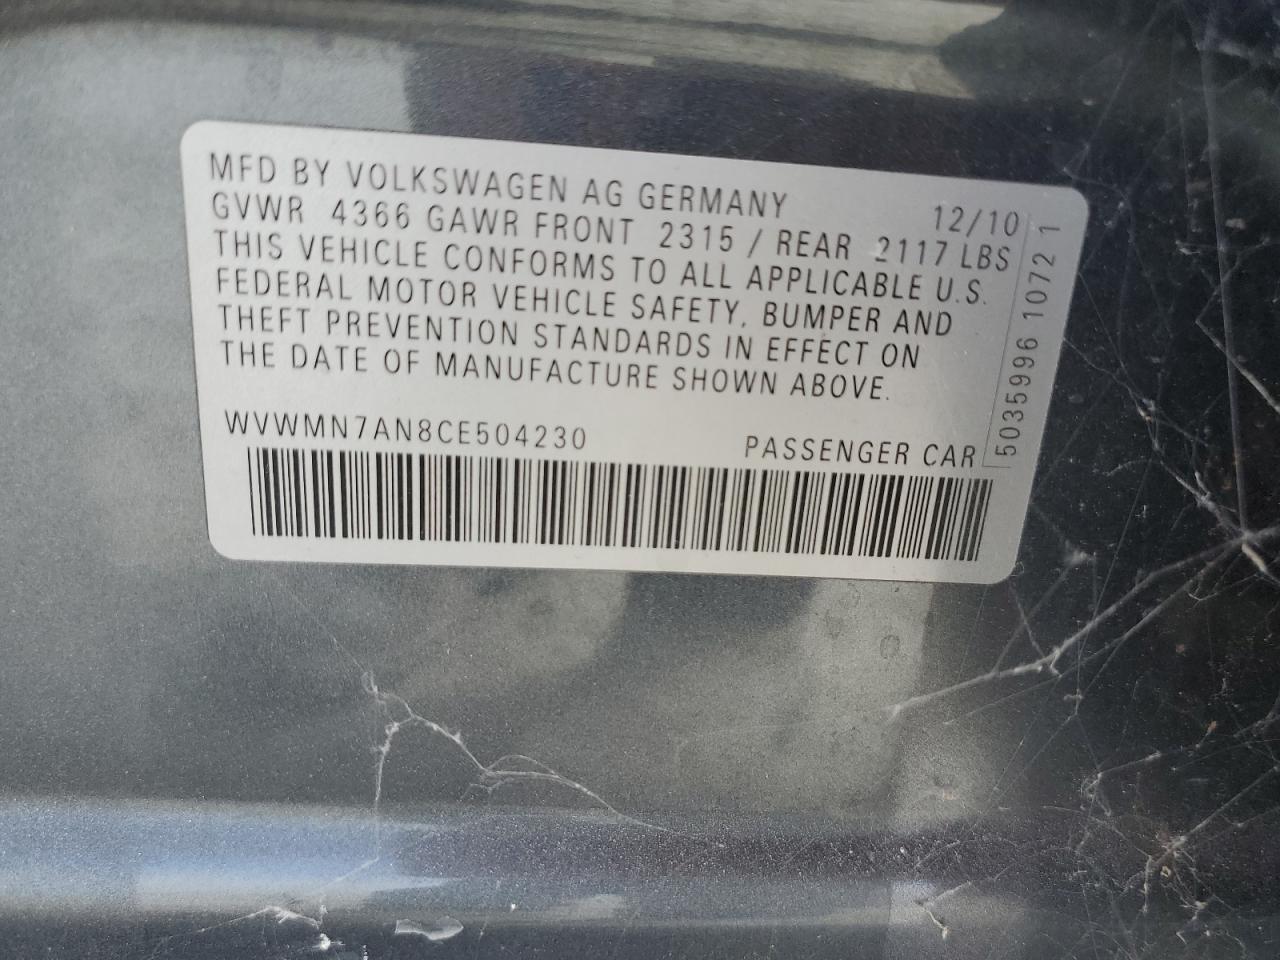 MFD BY VOLKSWAGEN AG GERMANY 12/10
GVWR 4366 GAWR FRONT 2315 / REAR 2117 LBS
THIS VEHICLE CONFORMS TO ALL APPLICABLE U.S.
FEDERAL MOTOR VEHICLE SAFETY, BUMPER AND
THEFT PREVENTION STANDARDS IN EFFECT ON
THE DATE OF MANUFACTURE SHOWN ABOVE.
WVWMN7AN8CE504230 PASSENGER CAR
5035996 1072 1